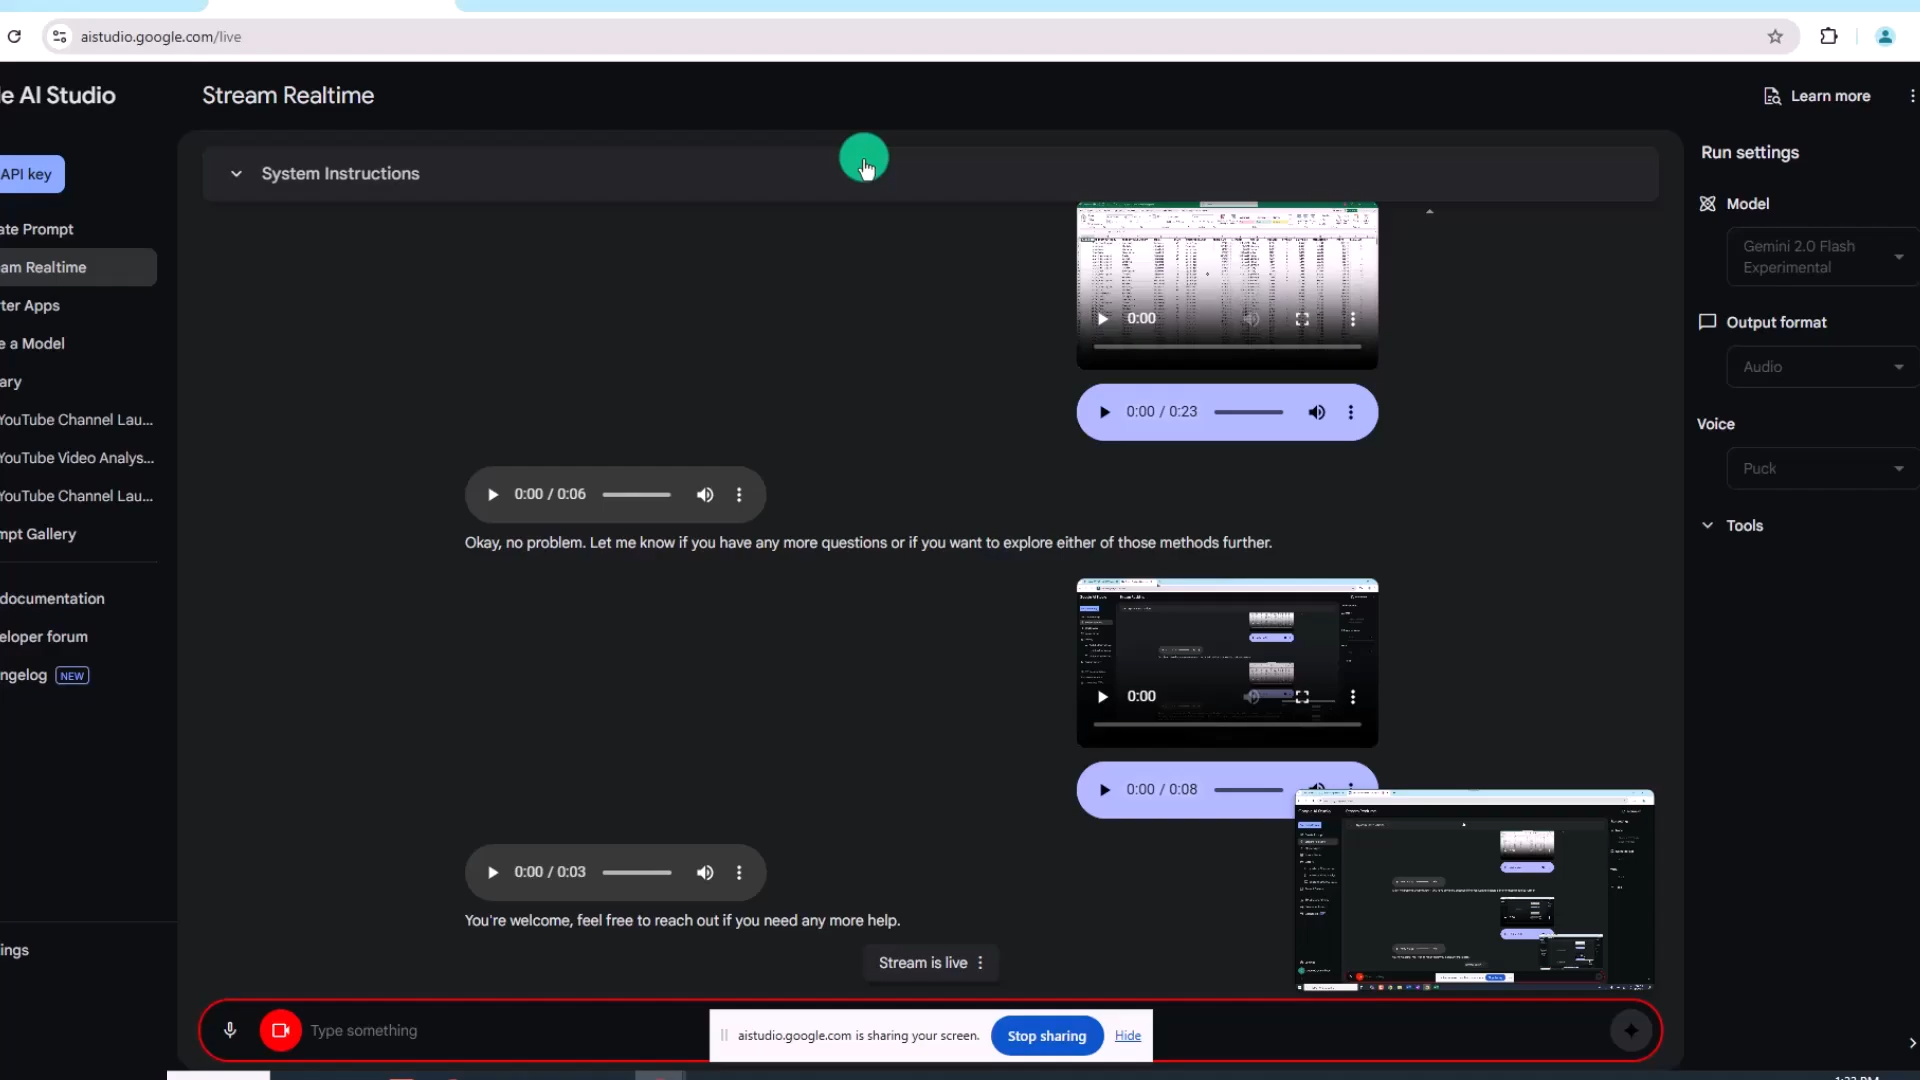 aistudio.google.com/live
le AI Studio
Stream Realtime
Learn more
API key
System Instructions
Run settings
Model
ate Prompt
Gemini 2.0 Flash
Experimental
am Realtime
ter Apps
0:00
Output format
e a Model
Audio
ary
0:00 / 0:23
YouTube Channel Lau...
Voice
YouTube Video Analys...
Puck
YouTube Channel Lau...
0:00 / 0:06
mpt Gallery
Tools
Okay, no problem. Let me know if you have any more questions or if you want to explore either of those methods further.
documentation
eloper forum
ngelog NEW
0:00
0:00 / 0:08
0:00 / 0:03
You're welcome, feel free to reach out if you need any more help.
ings
Stream is live
Type something
aistudio.google.com is sharing your screen.
Stop sharing
Hide